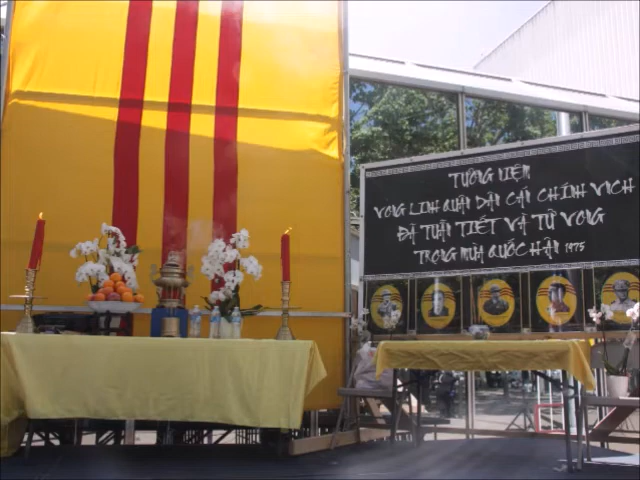 TƯỞNG NIỆM
VONG LINH QUÂN DÂN CÁN CHÍNH VNCH
ĐÃ TUẪN TIẾT VÀ TỬ VONG
TRONG MÙA QUỐC HẬN 1975